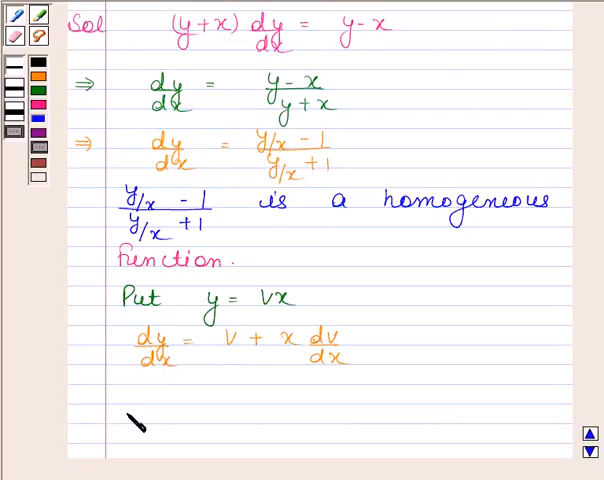 Sol (y+x) dy/dx = y-x
⇒ dy/dx = y-x / y+x
⇒ dy/dx = y/x - 1 / y/x + 1
y/x - 1 / y/x + 1 is a homogeneous
Function.
Put y = vx
dy/dx = v + x dv/dx